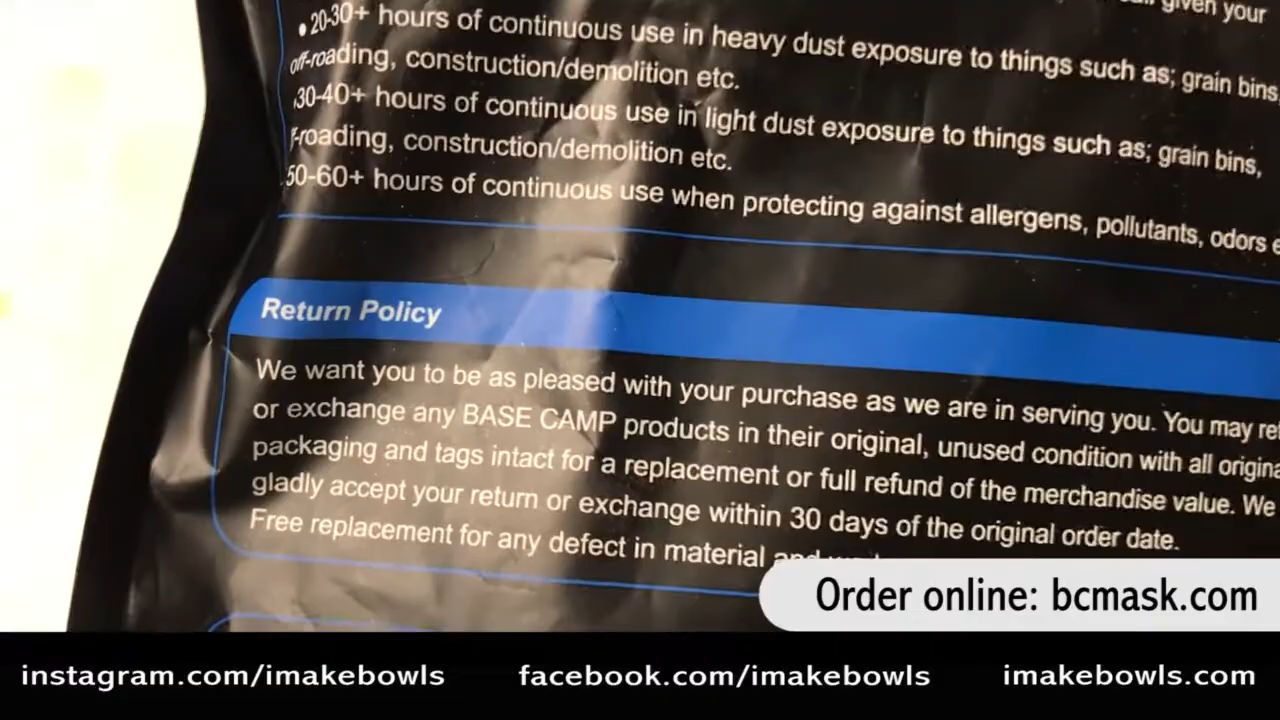 given your
• 20-30+ hours of continuous use in heavy dust exposure to things such as; grain bins,
off-roading, construction/demolition etc.
30-40+ hours of continuous use in light dust exposure to things such as; grain bins,
f-roading, construction/demolition etc.
50-60+ hours of continuous use when protecting against allergens, pollutants, odors e
Return Policy
We want you to be as pleased with your purchase as we are in serving you. You may re
or exchange any BASE CAMP products in their original, unused condition with all origina
packaging and tags intact for a replacement or full refund of the merchandise value. We
gladly accept your return or exchange within 30 days of the original order date.
Free replacement for any defect in material and
Order online: bcmask.com
instagram.com/imakebowls facebook.com/imakebowls imakebowls.com